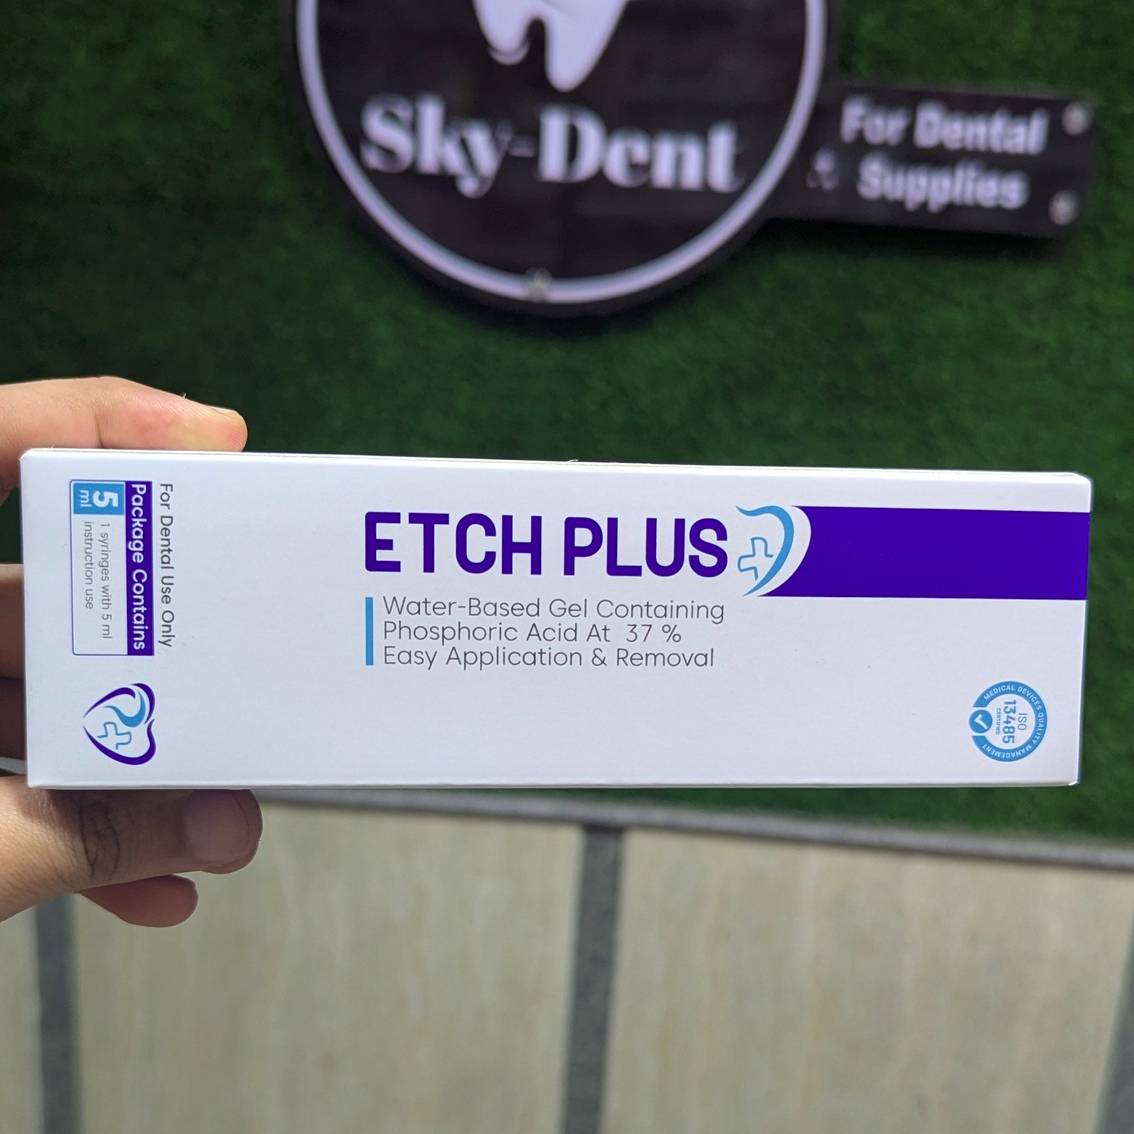 Sky-Dent
For Dental
Supplies
For Dental Use Only
Package Contains
5
ml
1 syringes with 5 ml
instruction use
ETCH PLUS
Water-Based Gel Containing
Phosphoric Acid At 37 %
Easy Application & Removal
MEDICAL DEVICES QUALITY MANAGEMENT
ISO
13485
CERTIFIED